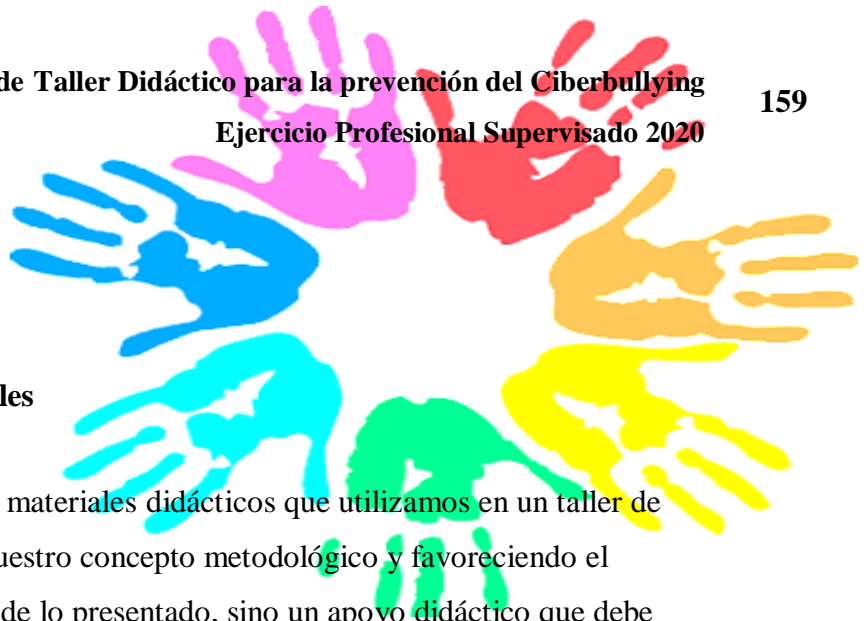 de Taller Didáctico para la prevención del Ciberbullying
159
Ejercicio Profesional Supervisado 2020
les
materiales didácticos que utilizamos en un taller de
uestro concepto metodológico y favoreciendo el
de lo presentado, sino un apoyo didáctico que debe